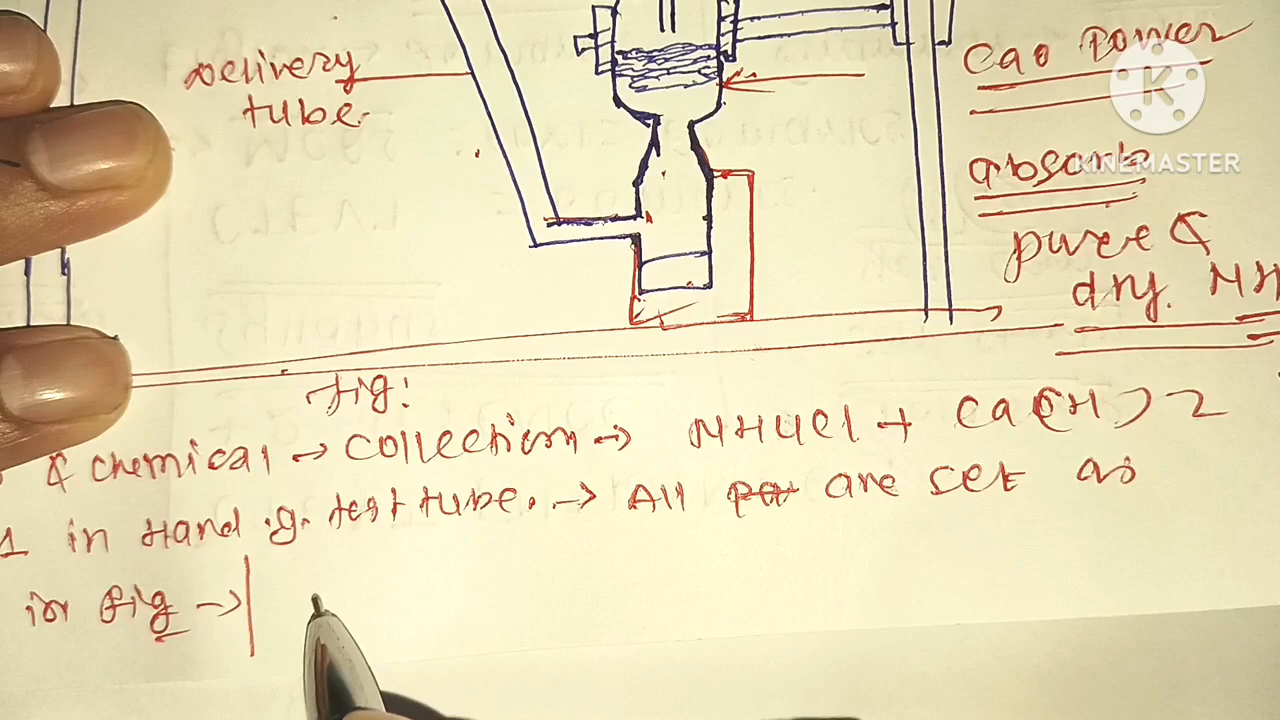 Delivery
tube.
Cao Power
absorb
pure &
dry. NH
K
KINEMASTER
fig:
& chemical → collection → NH4Cl + Ca(OH)2
1 in Hand .g. test tube. → All are set as
in fig →